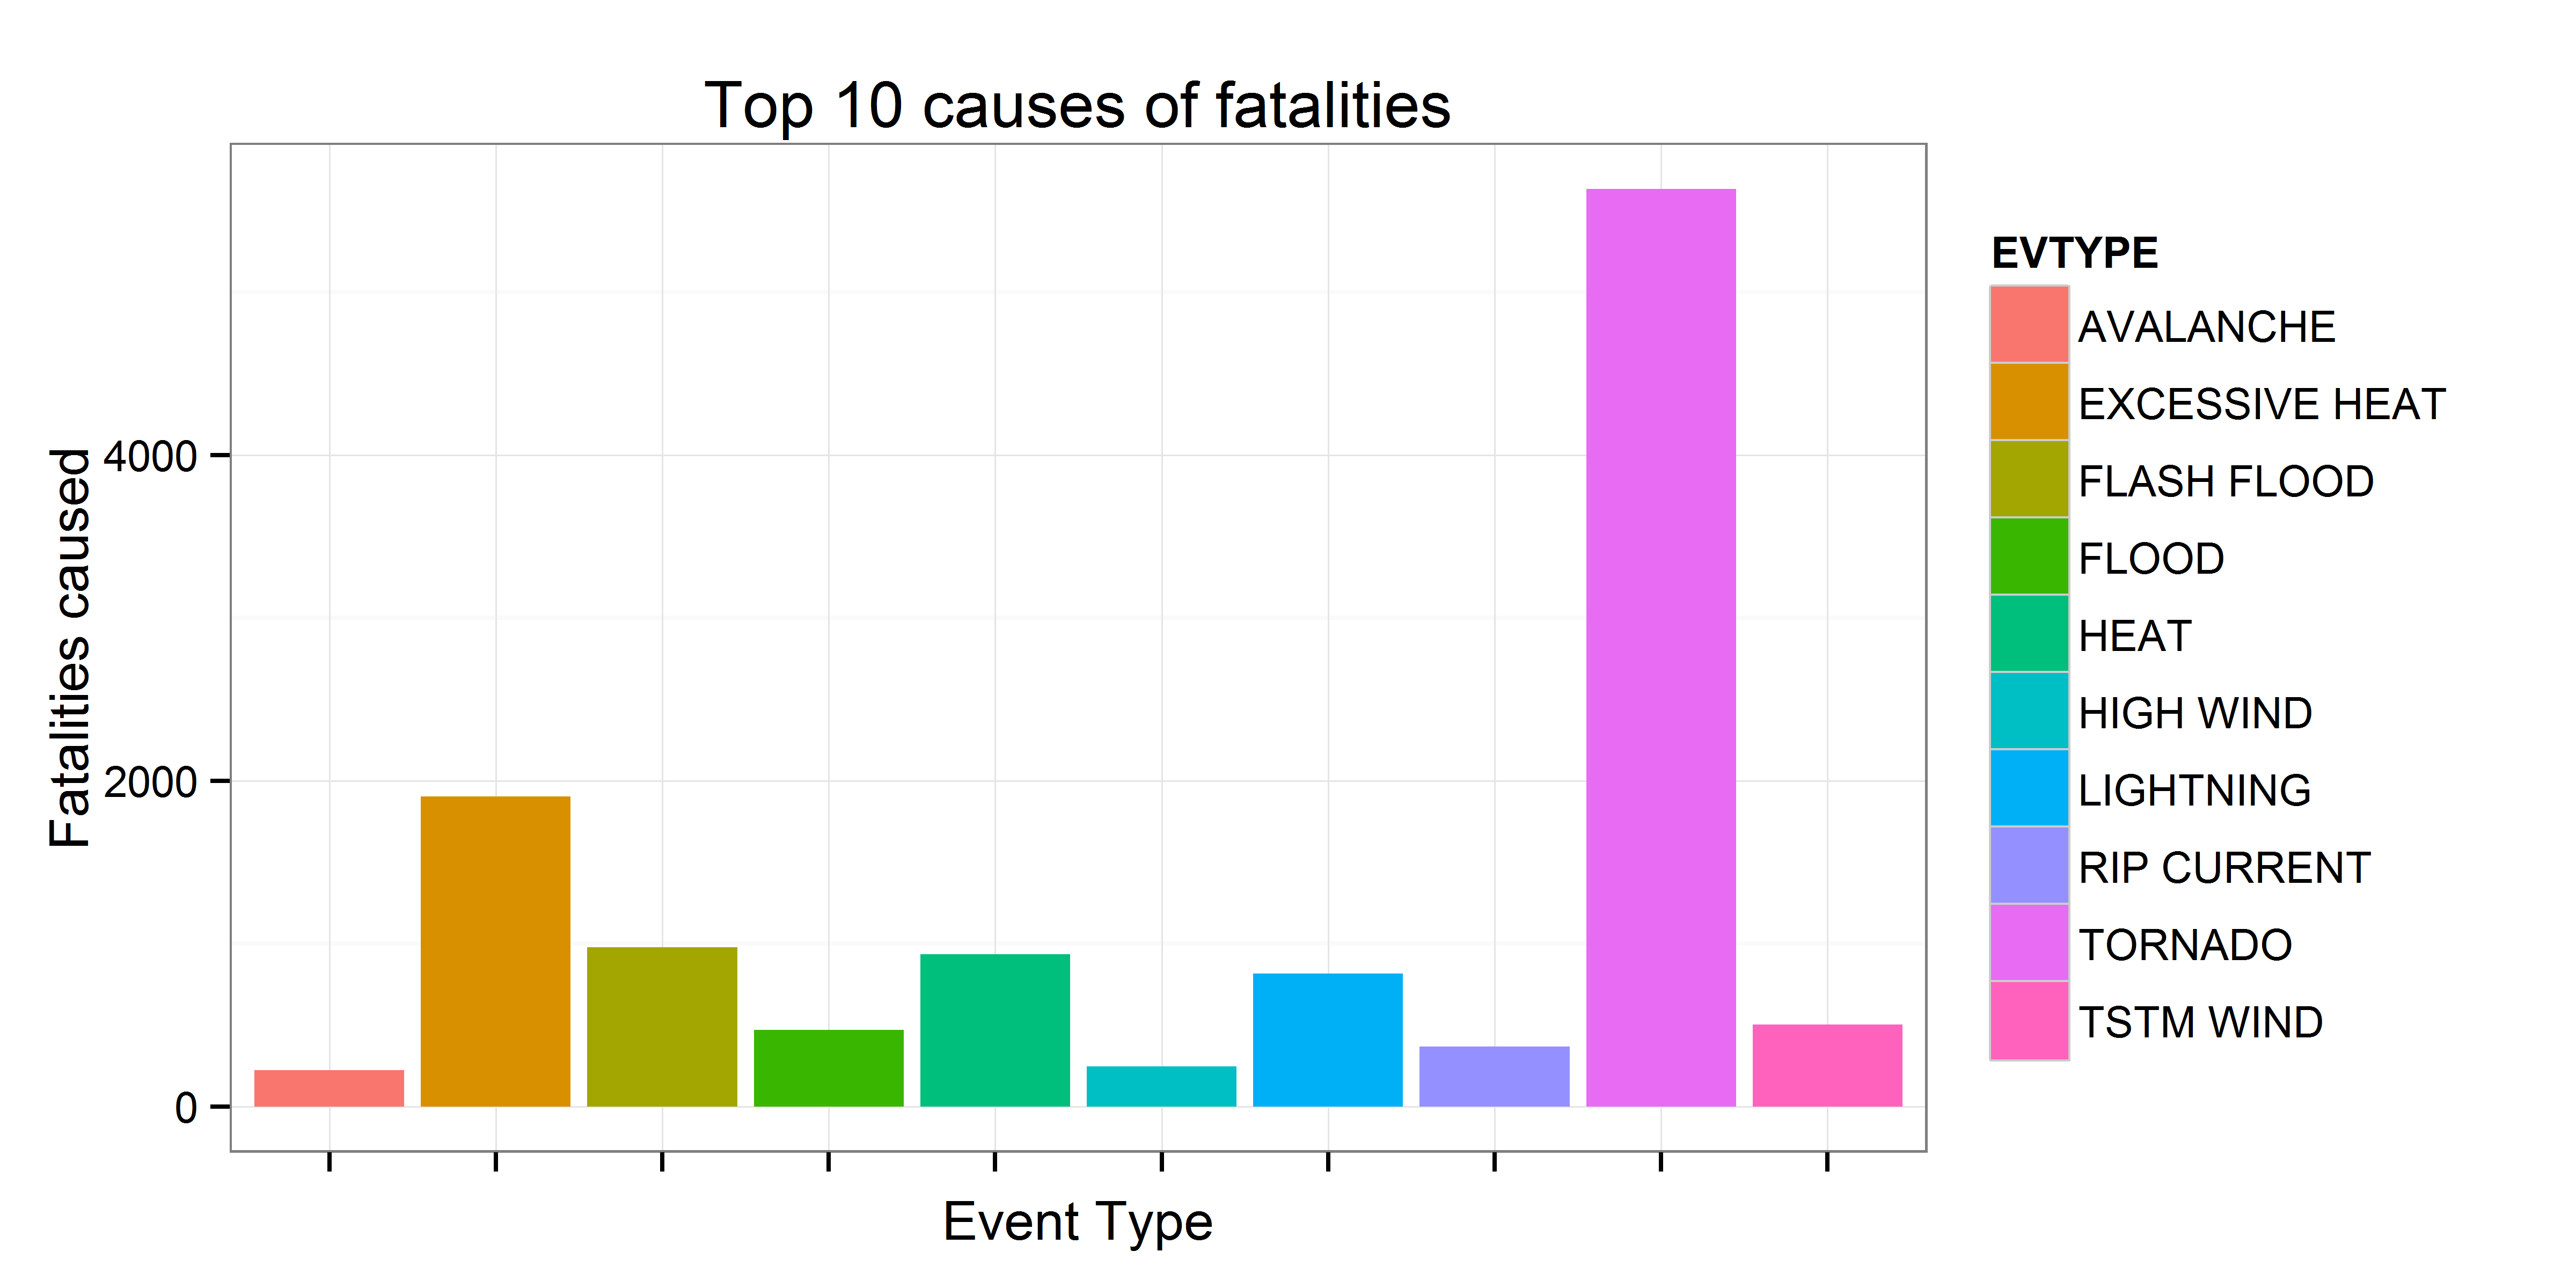 Top 10 causes of fatalities
Fatalities caused
4000
2000
0
Event Type
EVTYPE
AVALANCHE
EXCESSIVE HEAT
FLASH FLOOD
FLOOD
HEAT
HIGH WIND
LIGHTNING
RIP CURRENT
TORNADO
TSTM WIND